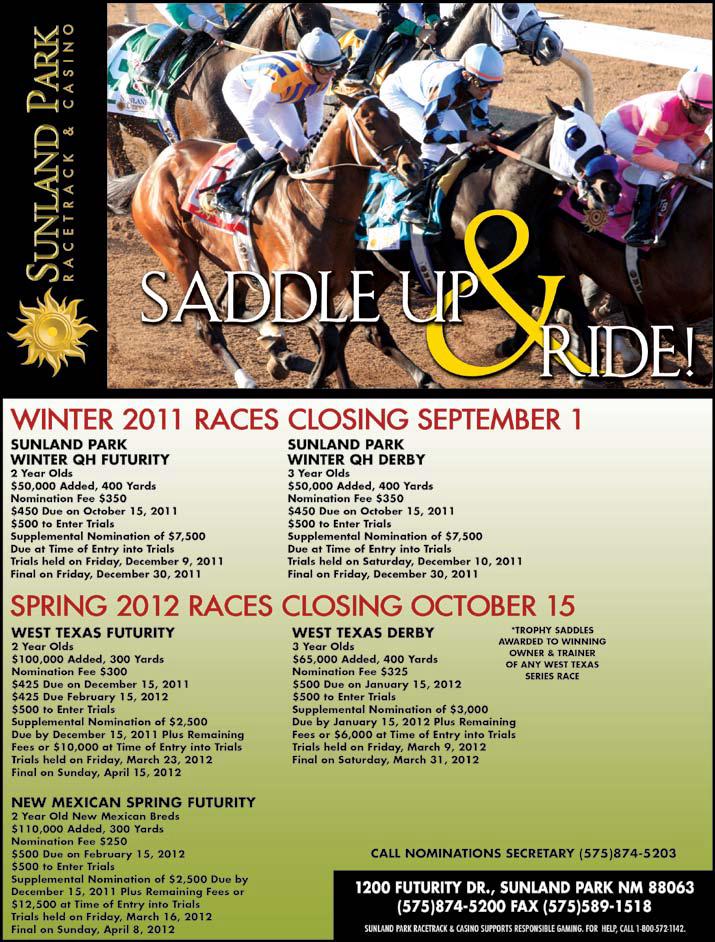 SUNLAND PARK
RACETRACK & CASINO
SADDLE UP
&
RIDE!
WINTER 2011 RACES CLOSING SEPTEMBER 1
SUNLAND PARK
WINTER QH FUTURITY
2 Year Olds
$50,000 Added, 400 Yards
Nomination Fee $350
$450 Due on October 15, 2011
$500 to Enter Trials
Supplemental Nomination of $7,500
Due at Time of Entry into Trials
Trials held on Friday, December 9, 2011
Final on Friday, December 30, 2011
SUNLAND PARK
WINTER QH DERBY
3 Year Olds
$50,000 Added, 400 Yards
Nomination Fee $350
$450 Due on October 15, 2011
$500 to Enter Trials
Supplemental Nomination of $7,500
Due at Time of Entry into Trials
Trials held on Saturday, December 10, 2011
Final on Friday, December 30, 2011
SPRING 2012 RACES CLOSING OCTOBER 15
WEST TEXAS FUTURITY
2 Year Olds
$100,000 Added, 300 Yards
Nomination Fee $300
$425 Due on December 15, 2011
$425 Due February 15, 2012
$500 to Enter Trials
Supplemental Nomination of $2,500
Due by December 15, 2011 Plus Remaining
Fees or $10,000 at Time of Entry into Trials
Trials held on Friday, March 23, 2012
Final on Sunday, April 15, 2012
WEST TEXAS DERBY
3 Year Olds
$65,000 Added, 400 Yards
Nomination Fee $325
$500 Due on January 15, 2012
$500 to Enter Trials
Supplemental Nomination of $3,000
Due by January 15, 2012 Plus Remaining
Fees or $6,000 at Time of Entry into Trials
Trials held on Friday, March 9, 2012
Final on Saturday, March 31, 2012
*TROPHY SADDLES
AWARDED TO WINNING
OWNER & TRAINER
OF ANY WEST TEXAS
SERIES RACE
NEW MEXICAN SPRING FUTURITY
2 Year Old New Mexican Breds
$110,000 Added, 300 Yards
Nomination Fee $250
$500 Due on February 15, 2012
$500 to Enter Trials
Supplemental Nomination of $2,500 Due by
December 15, 2011 Plus Remaining Fees or
$12,500 at Time of Entry into Trials
Trials held on Friday, March 16, 2012
Final on Sunday, April 8, 2012
CALL NOMINATIONS SECRETARY (575)874-5203
1200 FUTURITY DR., SUNLAND PARK NM 88063
(575)874-5200 FAX (575)589-1518
SUNLAND PARK RACETRACK & CASINO SUPPORTS RESPONSIBLE GAMING. FOR HELP, CALL 1-800-572-1142.